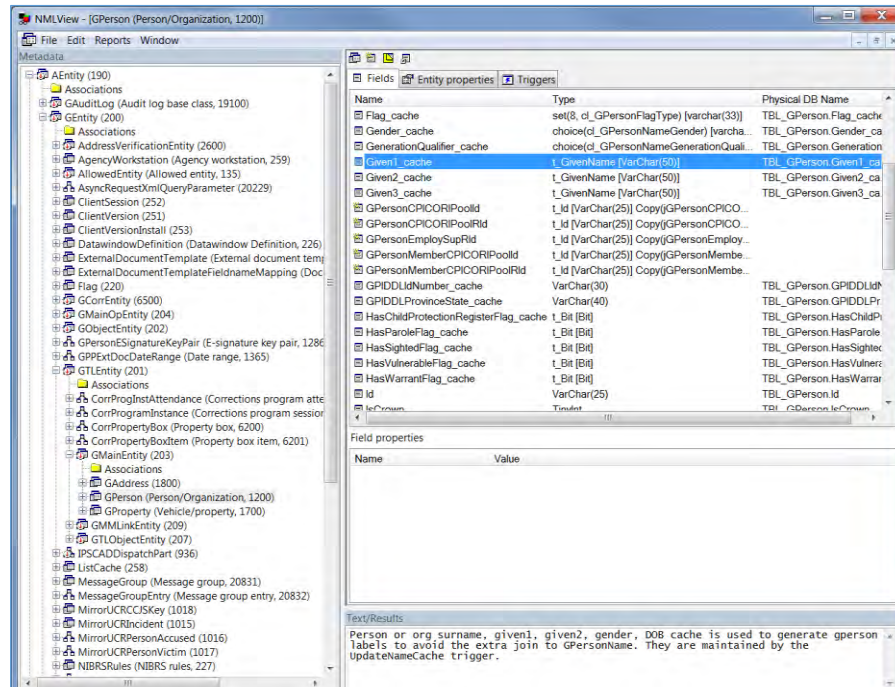 NMLView - [GPerson (Person/Organization, 1200)]
File Edit Reports Window
Metadata
AEntity (190)
Associations
GAuditLog (Audit log base class, 19100)
GEntity (200)
Associations
AddressVerificationEntity (2600)
AgencyWorkstation (Agency workstation, 259)
AllowedEntity (Allowed entity, 135)
AsyncRequestXmlQueryParameter (20229)
ClientSession (252)
ClientVersion (251)
ClientVersionInstall (253)
DatawindowDefinition (Datawindow Definition, 226)
ExternalDocumentTemplate (External document temp
ExternalDocumentTemplateFieldnameMapping (Doc
Flag (220)
GCorrEntity (6500)
GMainOpEntity (204)
GObjectEntity (202)
GPersonESignatureKeyPair (E-signature key pair, 1286
GPPExtDocDateRange (Date range, 1365)
GTLEntity (201)
Associations
CorrProgInstAttendance (Corrections program atte
CorrProgramInstance (Corrections program session
CorrPropertyBox (Property box, 6200)
CorrPropertyBoxItem (Property box item, 6201)
GMainEntity (203)
Associations
GAddress (1800)
GPerson (Person/Organization, 1200)
GProperty (Vehicle/property, 1700)
GMMLinkEntity (209)
GTLObjectEntity (207)
IPSCADDispatchPart (936)
ListCache (258)
MessageGroup (Message group, 20831)
MessageGroupEntry (Message group entry, 20832)
MirrorUCRCCJSKey (1018)
MirrorUCRIncident (1015)
MirrorUCRPersonAccused (1016)
MirrorUCRPersonVictim (1017)
NIBRSRules (NIBRS rules, 227)
Fields Entity properties Triggers
Name Type Physical DB Name
Flag_cache set(8, cl_GPersonFlagType) [varchar(33)] TBL_GPerson.Flag_cache
Gender_cache choice(cl_GPersonNameGender) [varcha... TBL_GPerson.Gender_ca
GenerationQualifier_cache choice(cl_GPersonNameGenerationQuali... TBL_GPerson.Generation
Given1_cache t_GivenName [VarChar(50)] TBL_GPerson.Given1_ca
Given2_cache t_GivenName [VarChar(50)] TBL_GPerson.Given2_ca
Given3_cache t_GivenName [VarChar(50)] TBL_GPerson.Given3_ca
GPersonCPICORIPoolId t_Id [VarChar(25)] Copy(jGPersonCPICO...
GPersonCPICORIPoolRId t_Id [VarChar(25)] Copy(jGPersonCPICO...
GPersonEmploySupRId t_Id [VarChar(25)] Copy(jGPersonEmploy...
GPersonMemberCPICORIPoolId t_Id [VarChar(25)] Copy(jGPersonMembe...
GPersonMemberCPICORIPoolRId t_Id [VarChar(25)] Copy(jGPersonMembe...
GPIDDLIdNumber_cache VarChar(30) TBL_GPerson.GPIDDLIdN
GPIDDLProvinceState_cache VarChar(40) TBL_GPerson.GPIDDLPr
HasChildProtectionRegisterFlag_cache t_Bit [Bit] TBL_GPerson.HasChildPr
HasParoleFlag_cache t_Bit [Bit] TBL_GPerson.HasParole
HasSightedFlag_cache t_Bit [Bit] TBL_GPerson.HasSighted
HasVulnerableFlag_cache t_Bit [Bit] TBL_GPerson.HasVulnera
HasWarrantFlag_cache t_Bit [Bit] TBL_GPerson.HasWarran
Id VarChar(25) TBL_GPerson.Id
IsCrown TinyInt TBL_GPerson.IsCrown
Field properties
Name Value
Text/Results
Person or org surname, given1, given2, gender, DOB cache is used to generate gperson
labels to avoid the extra join to GPersonName. They are maintained by the
UpdateNameCache trigger.